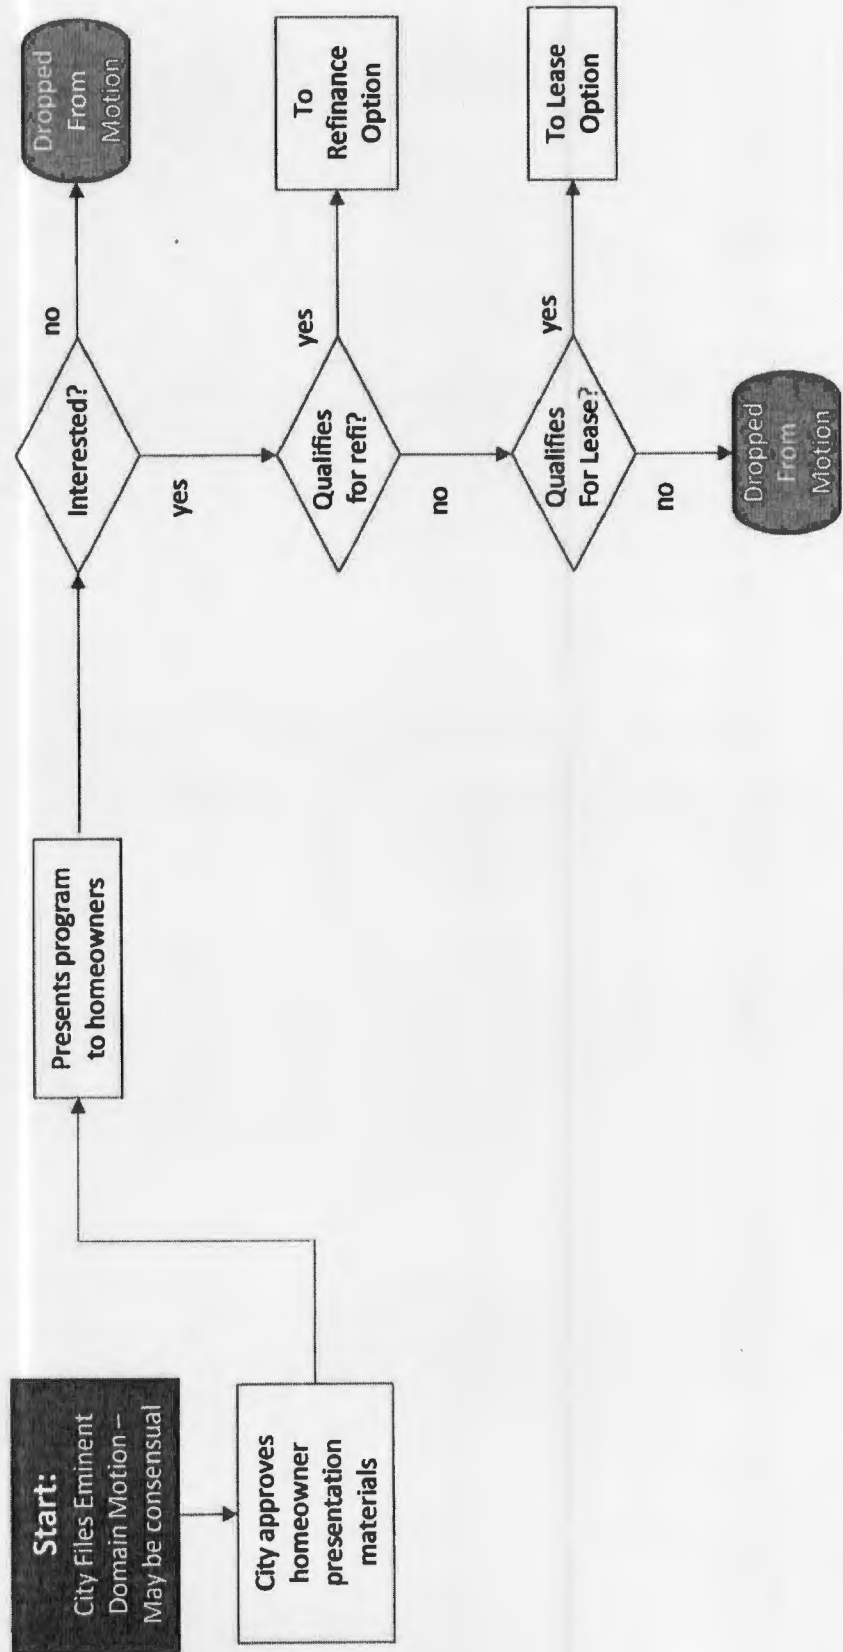 Start:
City Files Eminent
Domain Motion –
May be consensual
City approves
homeowner
presentation
materials
Presents program
to homeowners
Interested?
no
Dropped
From
Motion
yes
Qualifies
for refi?
yes
To
Refinance
Option
no
Qualifies
For Lease?
yes
To Lease
Option
no
Dropped
From
Motion